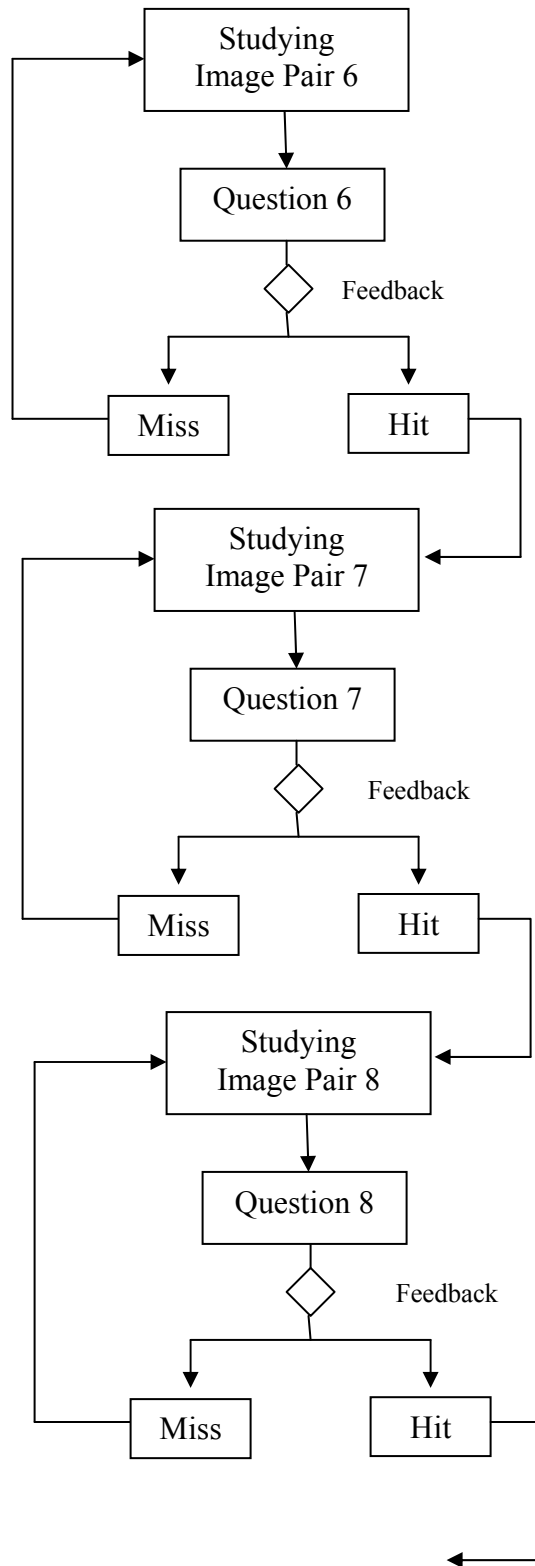 Studying
Image Pair 6
Question 6
Feedback
Miss
Hit
Studying
Image Pair 7
Question 7
Feedback
Miss
Hit
Studying
Image Pair 8
Question 8
Feedback
Miss
Hit